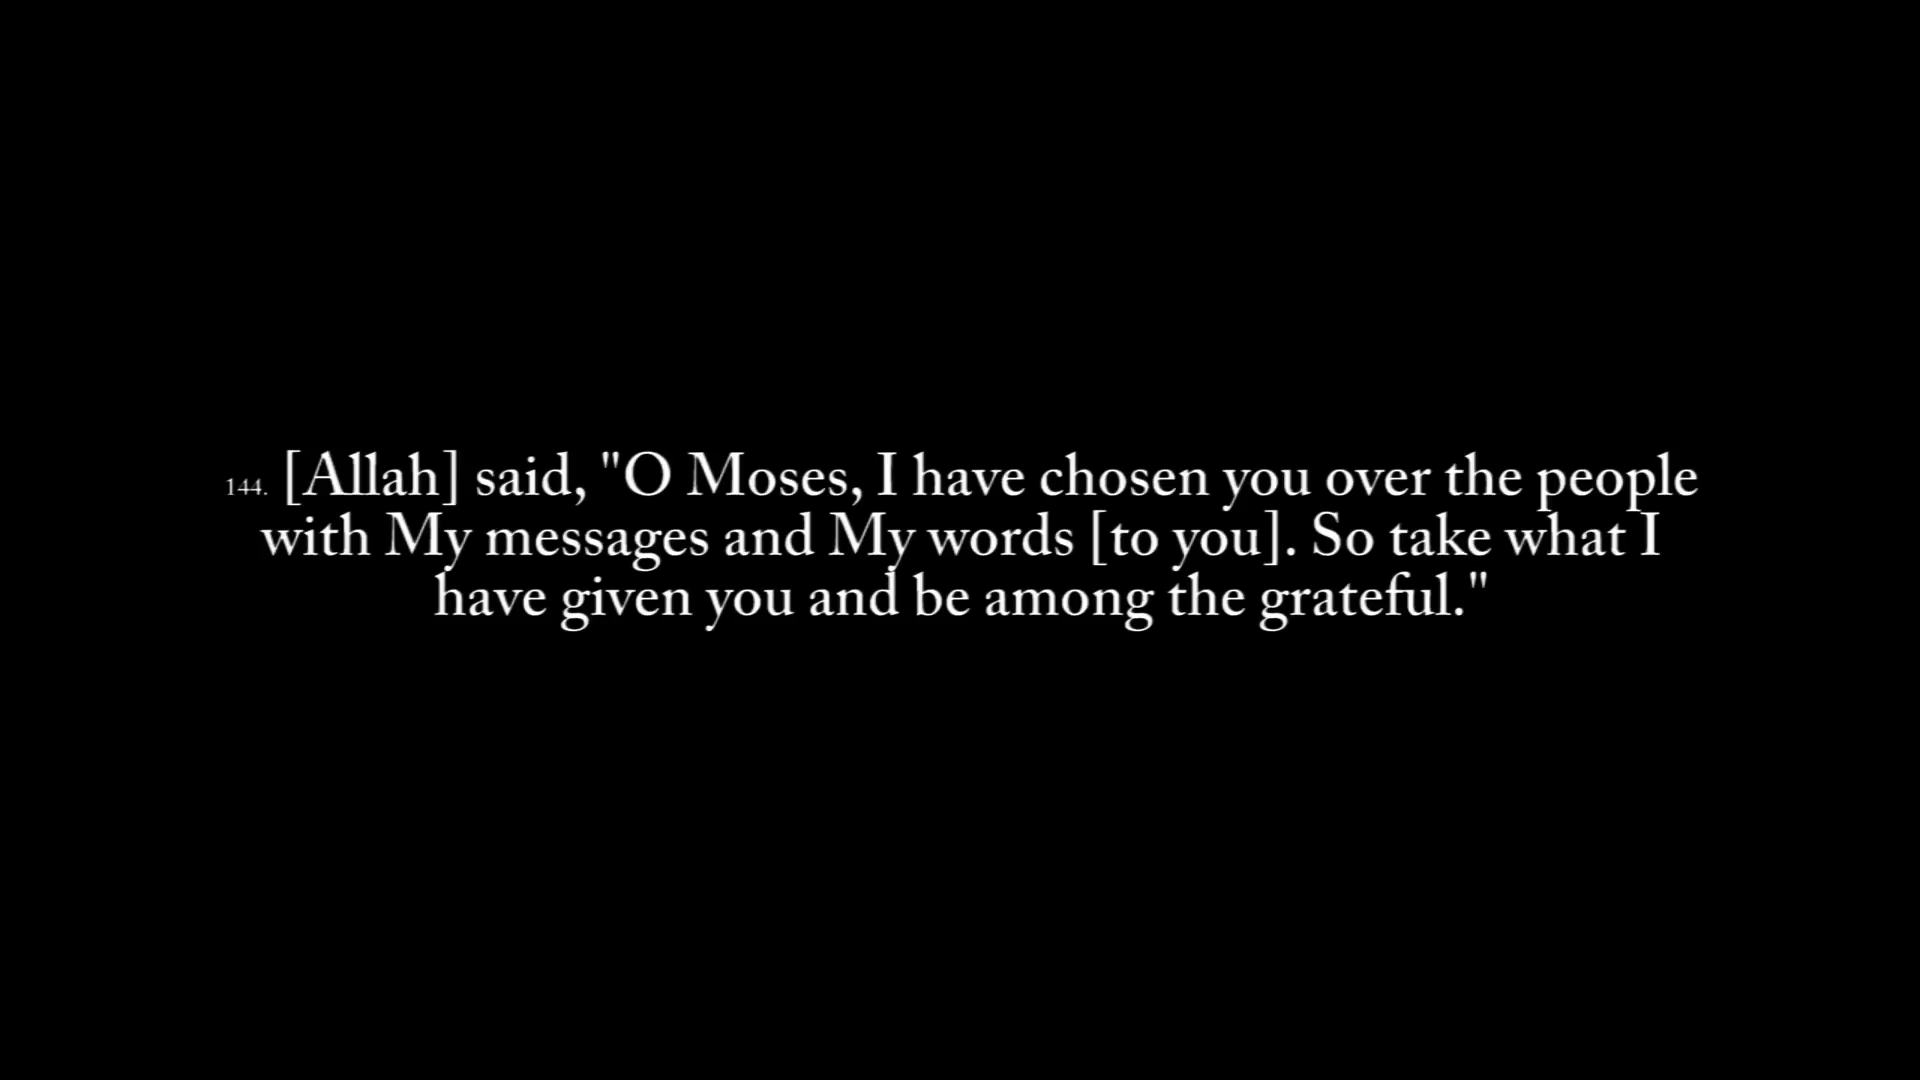 144. [Allah] said, "O Moses, I have chosen you over the people
with My messages and My words [to you]. So take what I
have given you and be among the grateful."